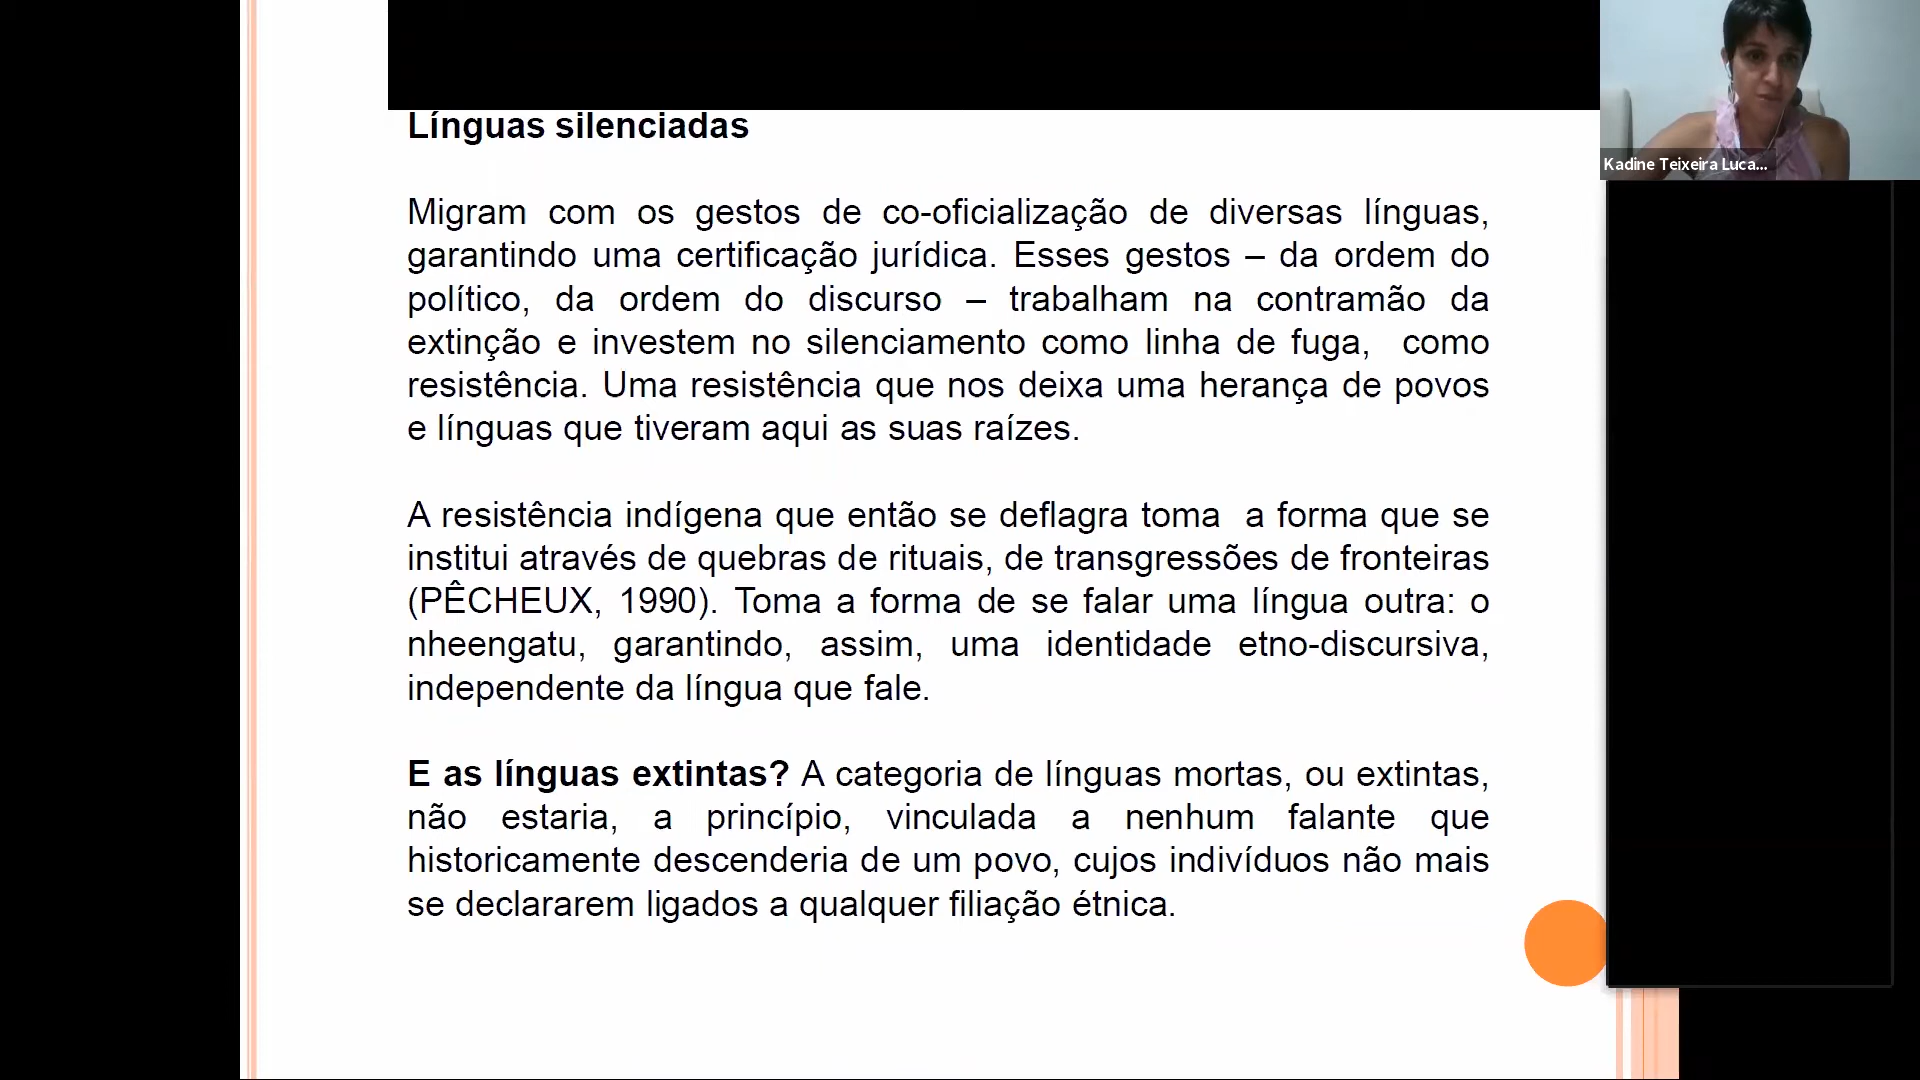 Línguas silenciadas
Migram com os gestos de co-oficialização de diversas línguas,
garantindo uma certificação jurídica. Esses gestos – da ordem do
político, da ordem do discurso – trabalham na contramão da
extinção e investem no silenciamento como linha de fuga, como
resistência. Uma resistência que nos deixa uma herança de povos
e línguas que tiveram aqui as suas raízes.
A resistência indígena que então se deflagra toma a forma que se
institui através de quebras de rituais, de transgressões de fronteiras
(PÊCHEUX, 1990). Toma a forma de se falar uma língua outra: o
nheengatu, garantindo, assim, uma identidade etno-discursiva,
independente da língua que fale.
E as línguas extintas? A categoria de línguas mortas, ou extintas,
não estaria, a princípio, vinculada a nenhum falante que
historicamente descenderia de um povo, cujos indivíduos não mais
se declararem ligados a qualquer filiação étnica.
Kadine Teixeira Luca...